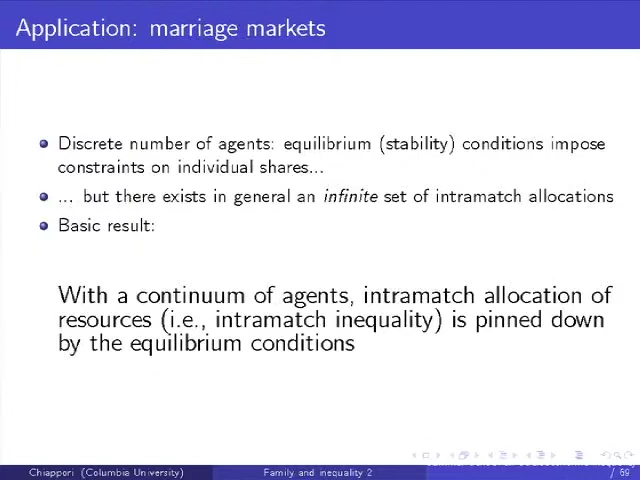 Application: marriage markets
Discrete number of agents: equilibrium (stability) conditions impose
constraints on individual shares...
... but there exists in general an infinite set of intramatch allocations
Basic result:
With a continuum of agents, intramatch allocation of
resources (i.e., intramatch inequality) is pinned down
by the equilibrium conditions
Chiappori (Columbia University)
Family and inequality 2
/ 69